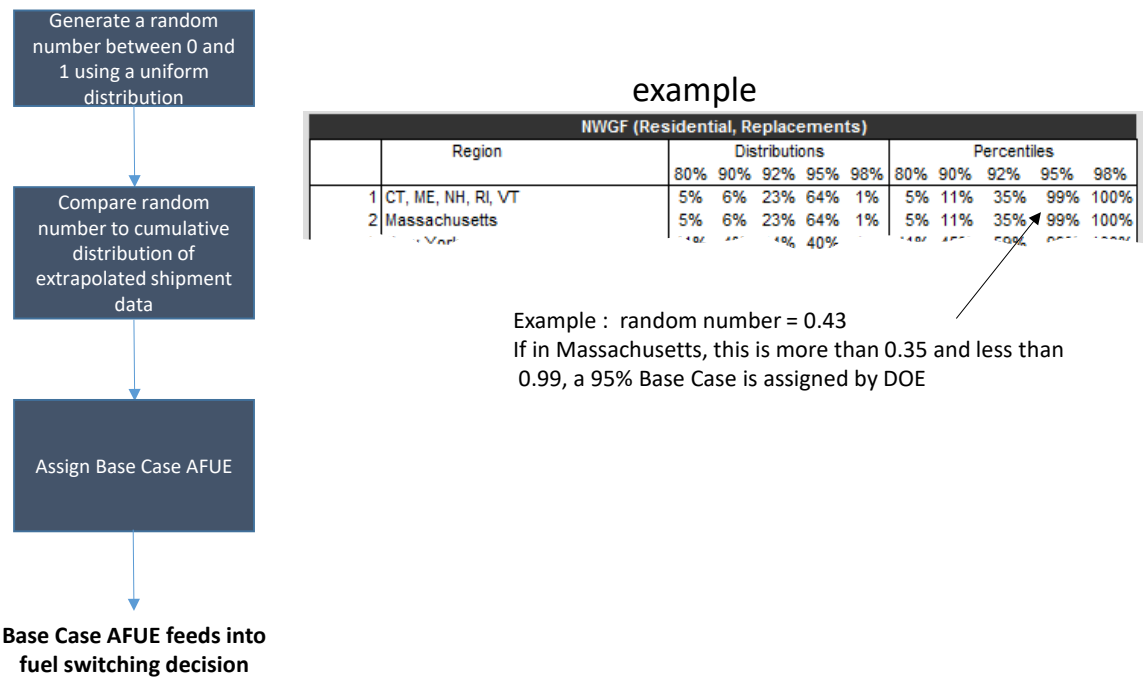 Generate a random
number between 0 and
1 using a uniform
distribution
Compare random
number to cumulative
distribution of
extrapolated shipment
data
Assign Base Case AFUE
Base Case AFUE feeds into
fuel switching decision
example
NWGF (Residential, Replacements)
Region Distributions Percentiles
80% 90% 92% 95% 98% 80% 90% 92% 95% 98%
1 CT, ME, NH, RI, VT 5% 6% 23% 64% 1% 5% 11% 35% 99% 100%
2 Massachusetts 5% 6% 23% 64% 1% 5% 11% 35% 99% 100%
40%
Example : random number = 0.43
If in Massachusetts, this is more than 0.35 and less than
0.99, a 95% Base Case is assigned by DOE